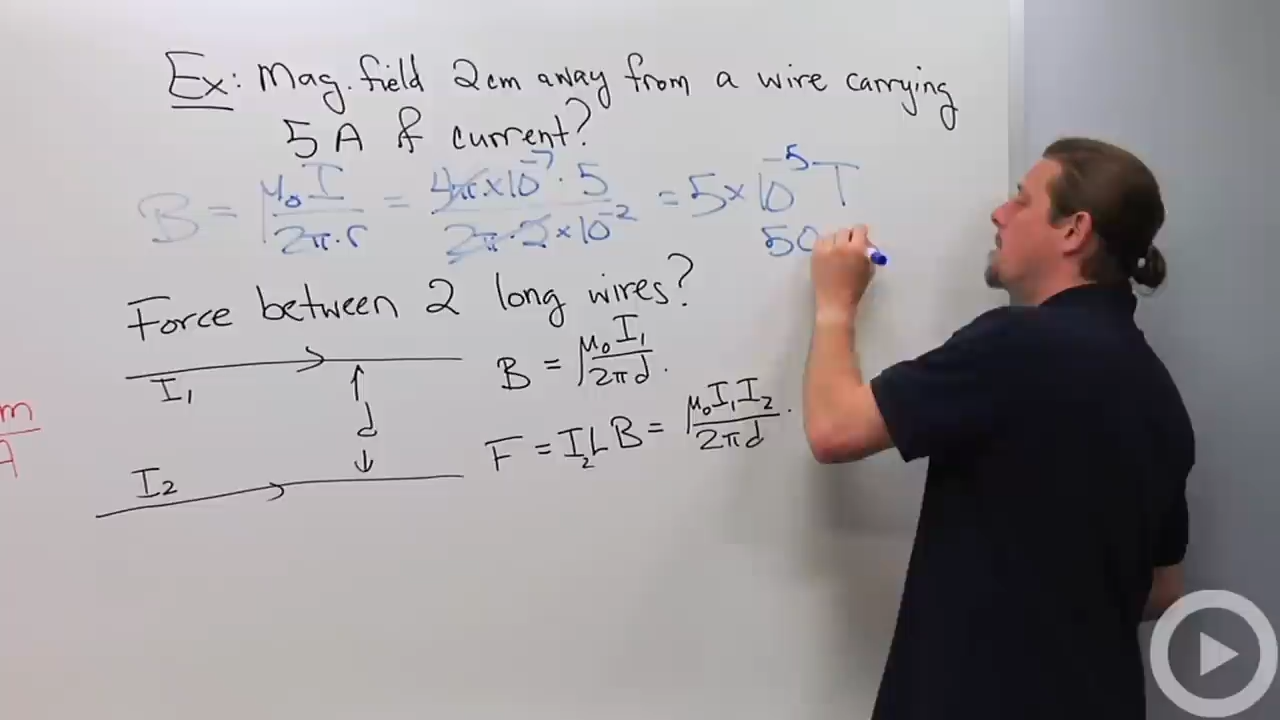 Ex: Mag. field 2cm away from a wire carrying
5 A of current?
B = μ₀I / 2π·r = 4π×10⁻⁷·5 / 2π·2×10⁻² = 5×10⁻⁵ T
50
Force between 2 long wires?
I₁
B = μ₀I₁ / 2πd.
d
m / A
F = I₂LB = μ₀I₁I₂ / 2πd.
I₂